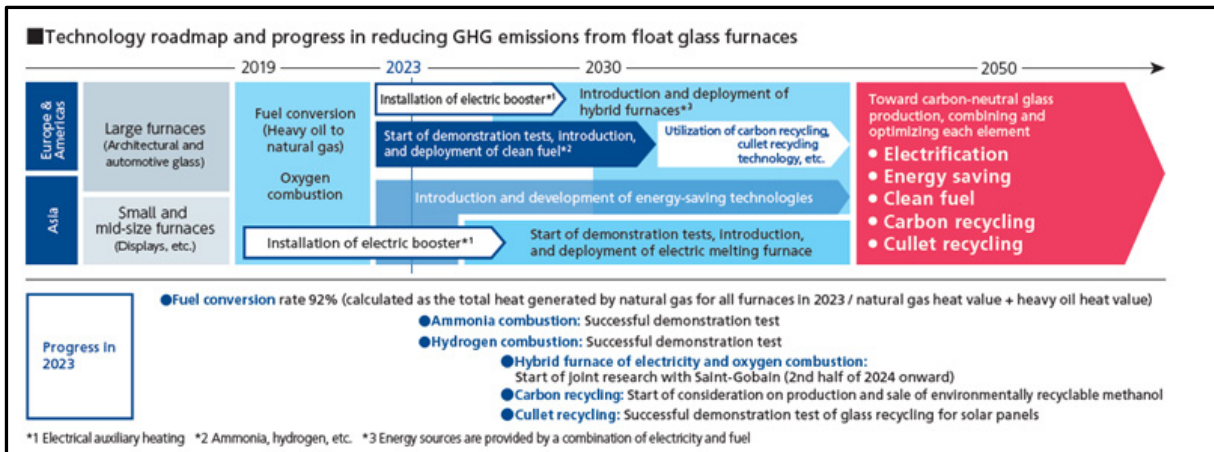 ■Technology roadmap and progress in reducing GHG emissions from float glass furnaces
2019
2023
2030
2050
Europe &
Americas
Asia
Large furnaces
(Architectural and
automotive glass)
Small and
mid-size furnaces
(Displays, etc.)
Fuel conversion
(Heavy oil to
natural gas)
Oxygen
combustion
Installation of electric booster*1
Introduction and deployment of
hybrid furnaces*3
Start of demonstration tests, introduction,
and deployment of clean fuel*2
Utilization of carbon recycling,
cullet recycling
technology, etc.
Introduction and development of energy-saving technologies
Installation of electric booster*1
Start of demonstration tests, introduction,
and deployment of electric melting furnace
Toward carbon-neutral glass
production, combining and
optimizing each element
● Electrification
● Energy saving
● Clean fuel
● Carbon recycling
● Cullet recycling
Progress in
2023
●Fuel conversion rate 92% (calculated as the total heat generated by natural gas for all furnaces in 2023 / natural gas heat value + heavy oil heat value)
●Ammonia combustion: Successful demonstration test
●Hydrogen combustion: Successful demonstration test
●Hybrid furnace of electricity and oxygen combustion:
Start of joint research with Saint-Gobain (2nd half of 2024 onward)
●Carbon recycling: Start of consideration on production and sale of environmentally recyclable methanol
●Cullet recycling: Successful demonstration test of glass recycling for solar panels
*1 Electrical auxiliary heating *2 Ammonia, hydrogen, etc. *3 Energy sources are provided by a combination of electricity and fuel